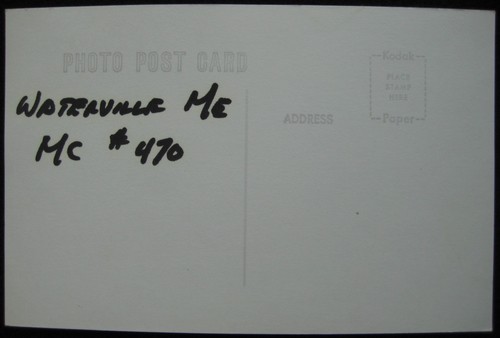 PHOTO POST CARD
Kodak
PLACE
STAMP
HERE
Paper
WATERVILLE ME
MC # 470
ADDRESS